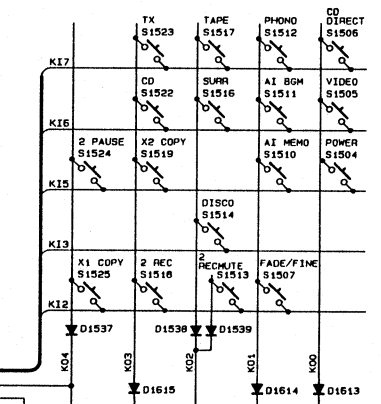 TX TAPE PHONO CD DIRECT
S1523 S1517 S1512 S1506
KI7
CD SURR AI BGM VIDEO
S1522 S1516 S1511 S1505
KI6
2 PAUSE X2 COPY AI MEMO POWER
S1524 S1519 S1510 S1504
KI5
DISCO
S1514
KI3
X1 COPY 2 REC 2 RECMUTE FADE/FINE
S1525 S1518 S1513 S1507
KI2
D1537 D1538 D1539
KO4 KO3 KO2 KO1 KO0
D1615 D1614 D1613